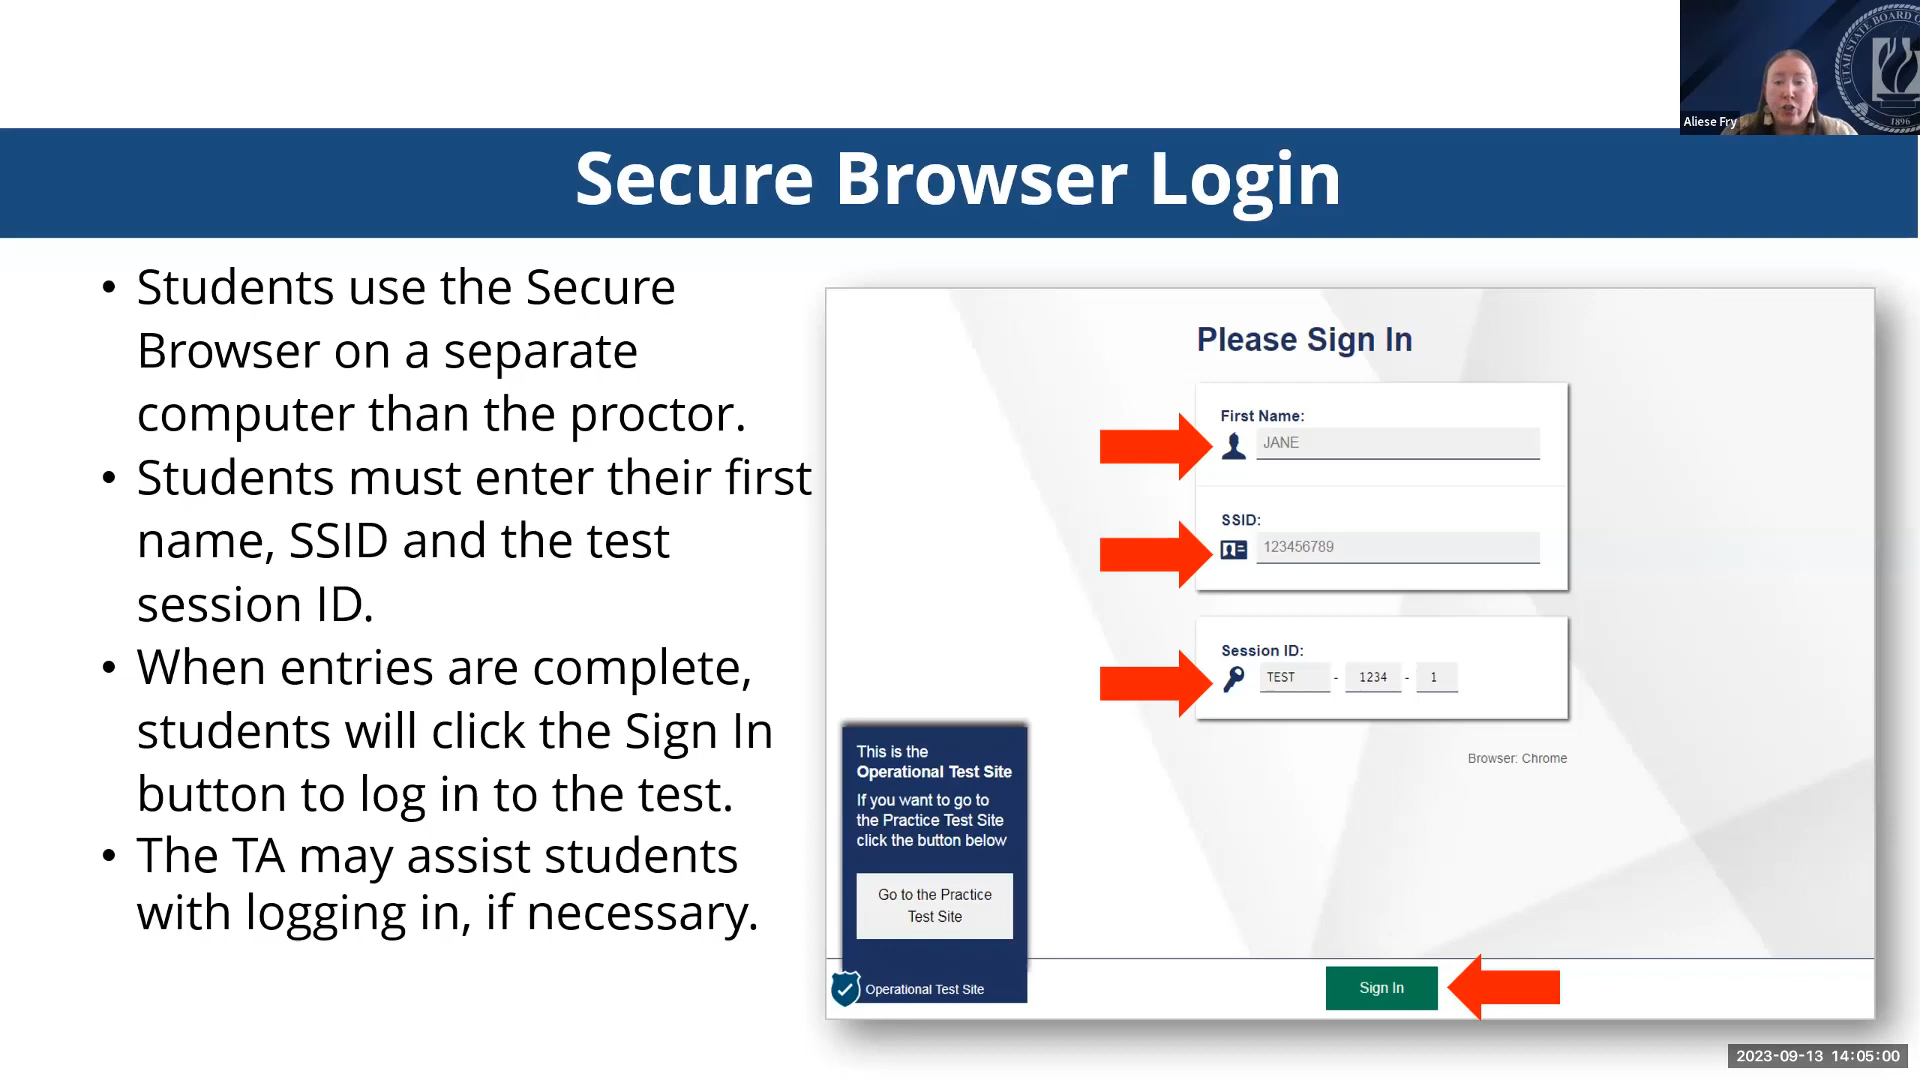 UTAH STATE BOARD
1896
Aliese Fry
Secure Browser Login
• Students use the Secure
Browser on a separate
computer than the proctor.
• Students must enter their first
name, SSID and the test
session ID.
• When entries are complete,
students will click the Sign In
button to log in to the test.
• The TA may assist students
with logging in, if necessary.
Please Sign In
First Name:
JANE
SSID:
123456789
Session ID:
TEST - 1234 - 1
Browser: Chrome
This is the
Operational Test Site
If you want to go to
the Practice Test Site
click the button below
Go to the Practice
Test Site
Operational Test Site
Sign In
2023-09-13 14:05:00